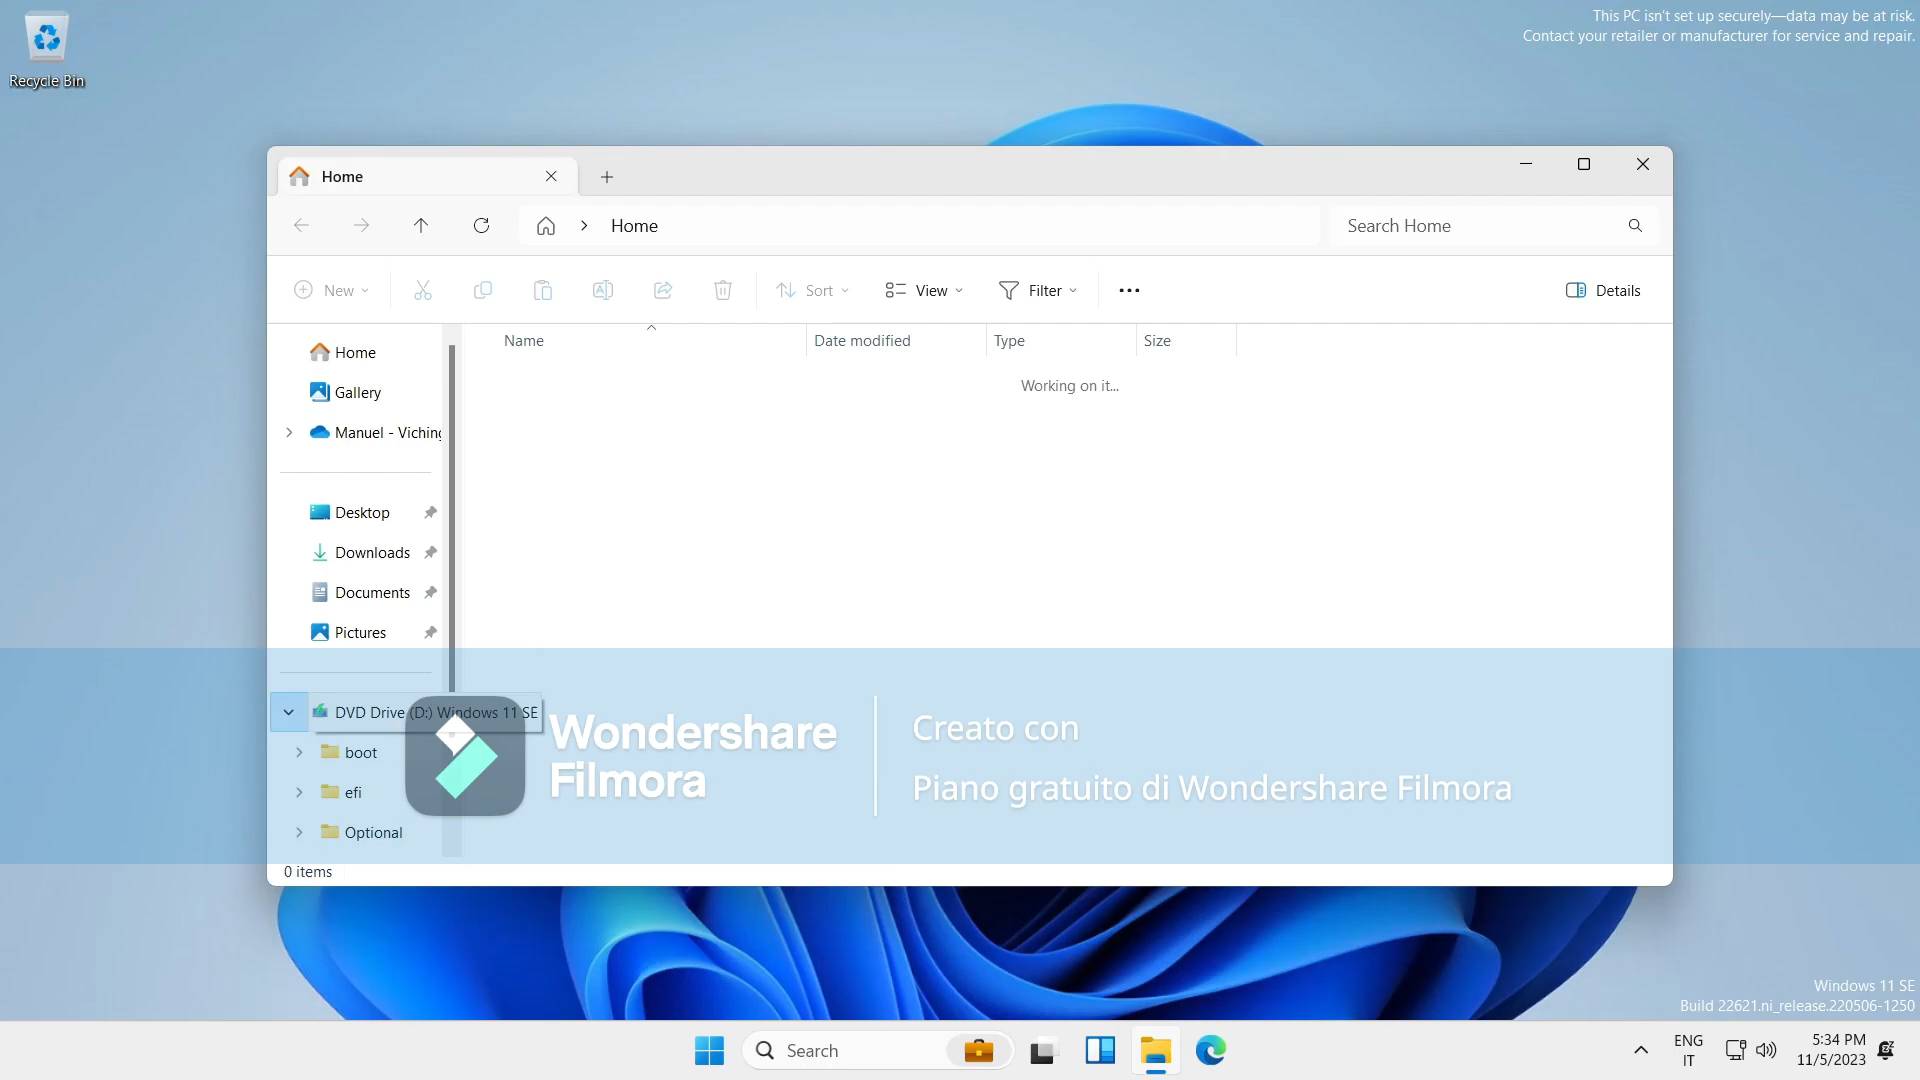 This PC isn't set up securely—data may be at risk.
Contact your retailer or manufacturer for service and repair.
Recycle Bin
Home
Home
Search Home
New
Sort
View
Filter
Details
Home
Gallery
Manuel - Viching
Desktop
Downloads
Documents
Pictures
DVD Drive (D:) Windows 11 SE
boot
efi
Optional
Name
Date modified
Type
Size
Working on it...
Wondershare
Filmora
Creato con
Piano gratuito di Wondershare Filmora
0 items
Windows 11 SE
Build 22621.ni_release.220506-1250
Search
ENG
IT
5:34 PM
11/5/2023